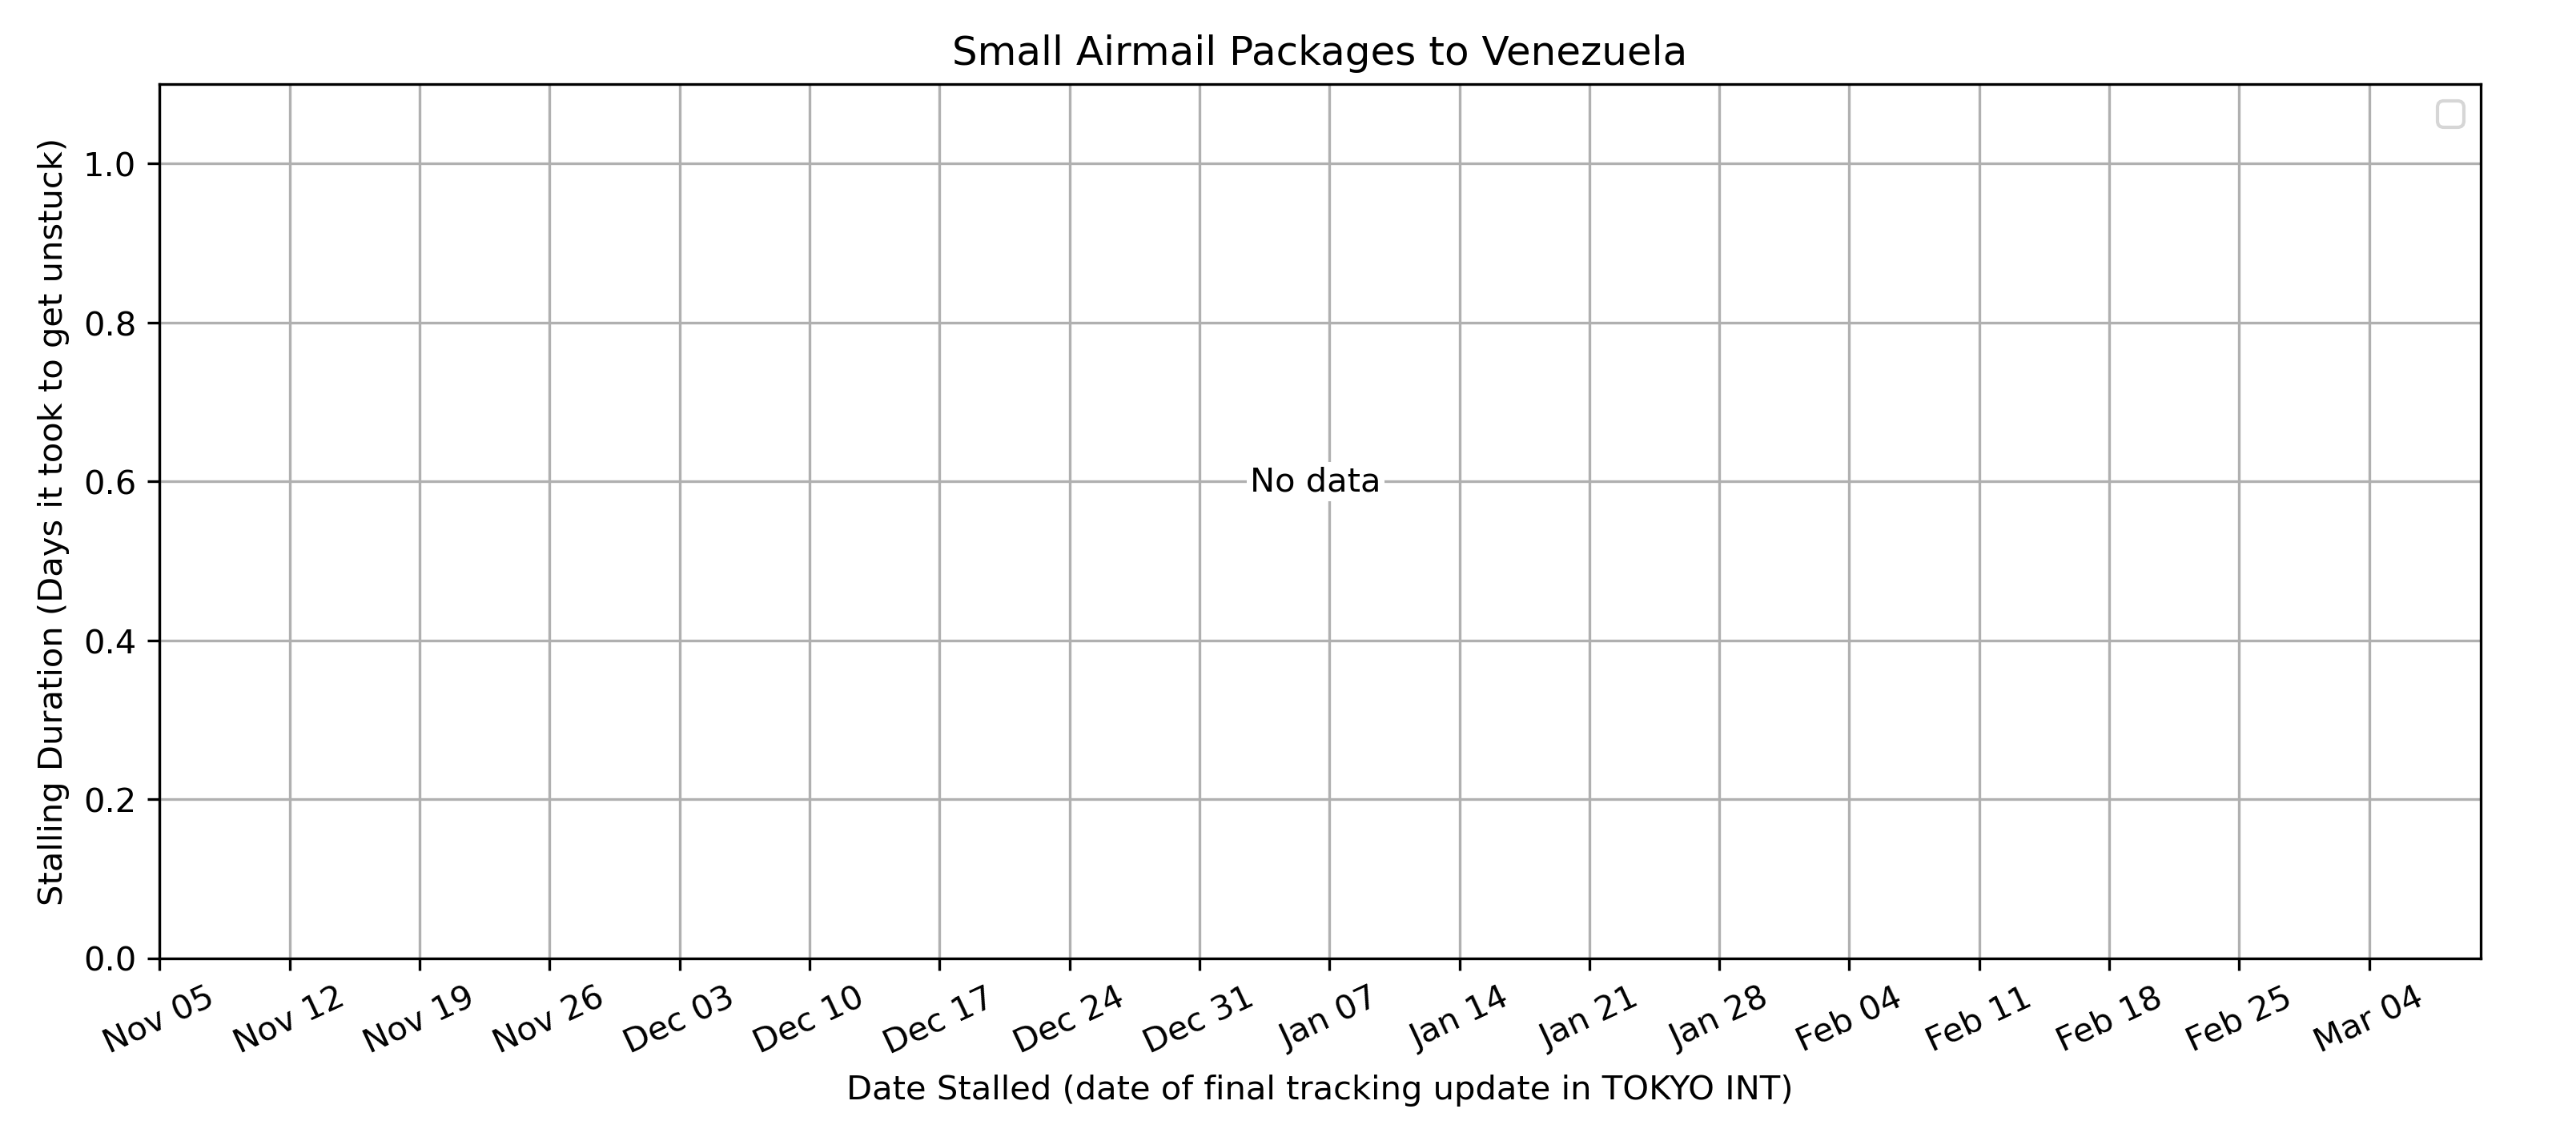 Small Airmail Packages to Venezuela
Stalling Duration (Days it took to get unstuck)
1.0
0.8
0.6
0.4
0.2
0.0
No data
Nov 05
Nov 12
Nov 19
Nov 26
Dec 03
Dec 10
Dec 17
Dec 24
Dec 31
Jan 07
Jan 14
Jan 21
Jan 28
Feb 04
Feb 11
Feb 18
Feb 25
Mar 04
Date Stalled (date of final tracking update in TOKYO INT)